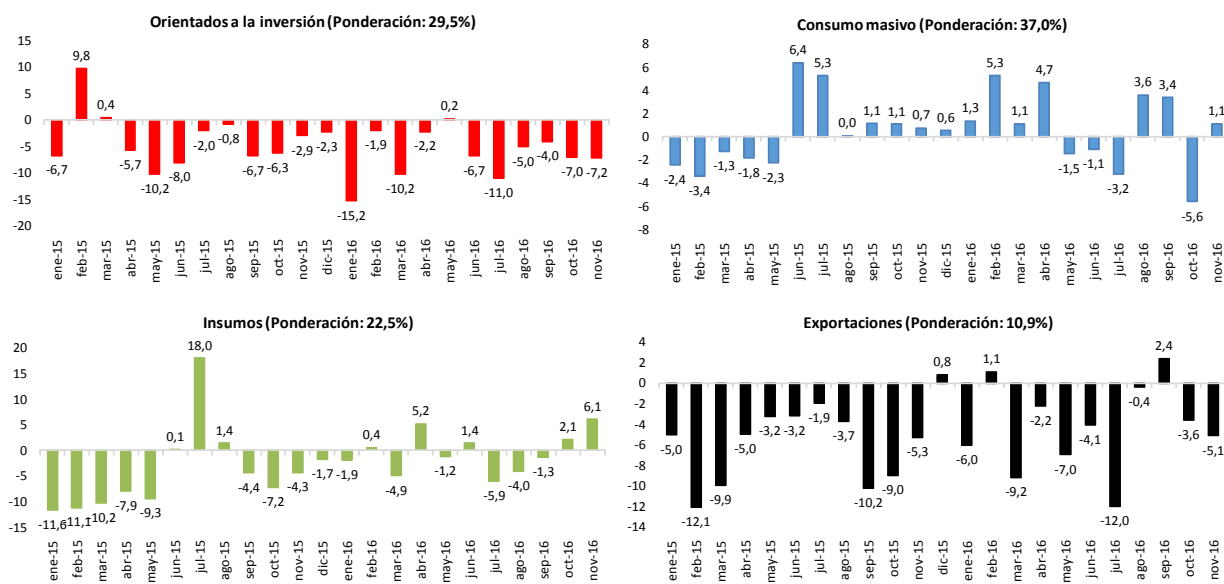 Orientados a la inversión (Ponderación: 29,5%)
15
10
5
0
-5
-10
-15
-20
-6,7
9,8
0,4
-5,7
-10,2
-8,0
-2,0
-0,8
-6,7
-6,3
-2,9
-2,3
-15,2
-1,9
-10,2
-2,2
0,2
-6,7
-11,0
-5,0
-4,0
-7,0
-7,2
ene-15
feb-15
mar-15
abr-15
may-15
jun-15
jul-15
ago-15
sep-15
oct-15
nov-15
dic-15
ene-16
feb-16
mar-16
abr-16
may-16
jun-16
jul-16
ago-16
sep-16
oct-16
nov-16
Consumo masivo (Ponderación: 37,0%)
8
6
4
2
0
-2
-4
-6
-8
-2,4
-3,4
-1,3
-1,8
-2,3
6,4
5,3
0,0
1,1
1,1
0,7
0,6
1,3
5,3
1,1
4,7
-1,5
-1,1
-3,2
3,6
3,4
-5,6
1,1
ene-15
feb-15
mar-15
abr-15
may-15
jun-15
jul-15
ago-15
sep-15
oct-15
nov-15
dic-15
ene-16
feb-16
mar-16
abr-16
may-16
jun-16
jul-16
ago-16
sep-16
oct-16
nov-16
Insumos (Ponderación: 22,5%)
20
15
10
5
0
-5
-10
-15
-11,6
-11,1
-10,2
-7,9
-9,3
0,1
18,0
1,4
-4,4
-7,2
-4,3
-1,7
-1,9
0,4
-4,9
5,2
-1,2
1,4
-5,9
-4,0
-1,3
2,1
6,1
ene-15
feb-15
mar-15
abr-15
may-15
jun-15
jul-15
ago-15
sep-15
oct-15
nov-15
dic-15
ene-16
feb-16
mar-16
abr-16
may-16
jun-16
jul-16
ago-16
sep-16
oct-16
nov-16
Exportaciones (Ponderación: 10,9%)
4
2
0
-2
-4
-6
-8
-10
-12
-14
-5,0
-12,1
-9,9
-5,0
-3,2
-3,2
-1,9
-3,7
-10,2
-9,0
-5,3
0,8
-6,0
1,1
-9,2
-2,2
-7,0
-4,1
-12,0
-0,4
2,4
-3,6
-5,1
ene-15
feb-15
mar-15
abr-15
may-15
jun-15
jul-15
ago-15
sep-15
oct-15
nov-15
dic-15
ene-16
feb-16
mar-16
abr-16
may-16
jun-16
jul-16
ago-16
sep-16
oct-16
nov-16